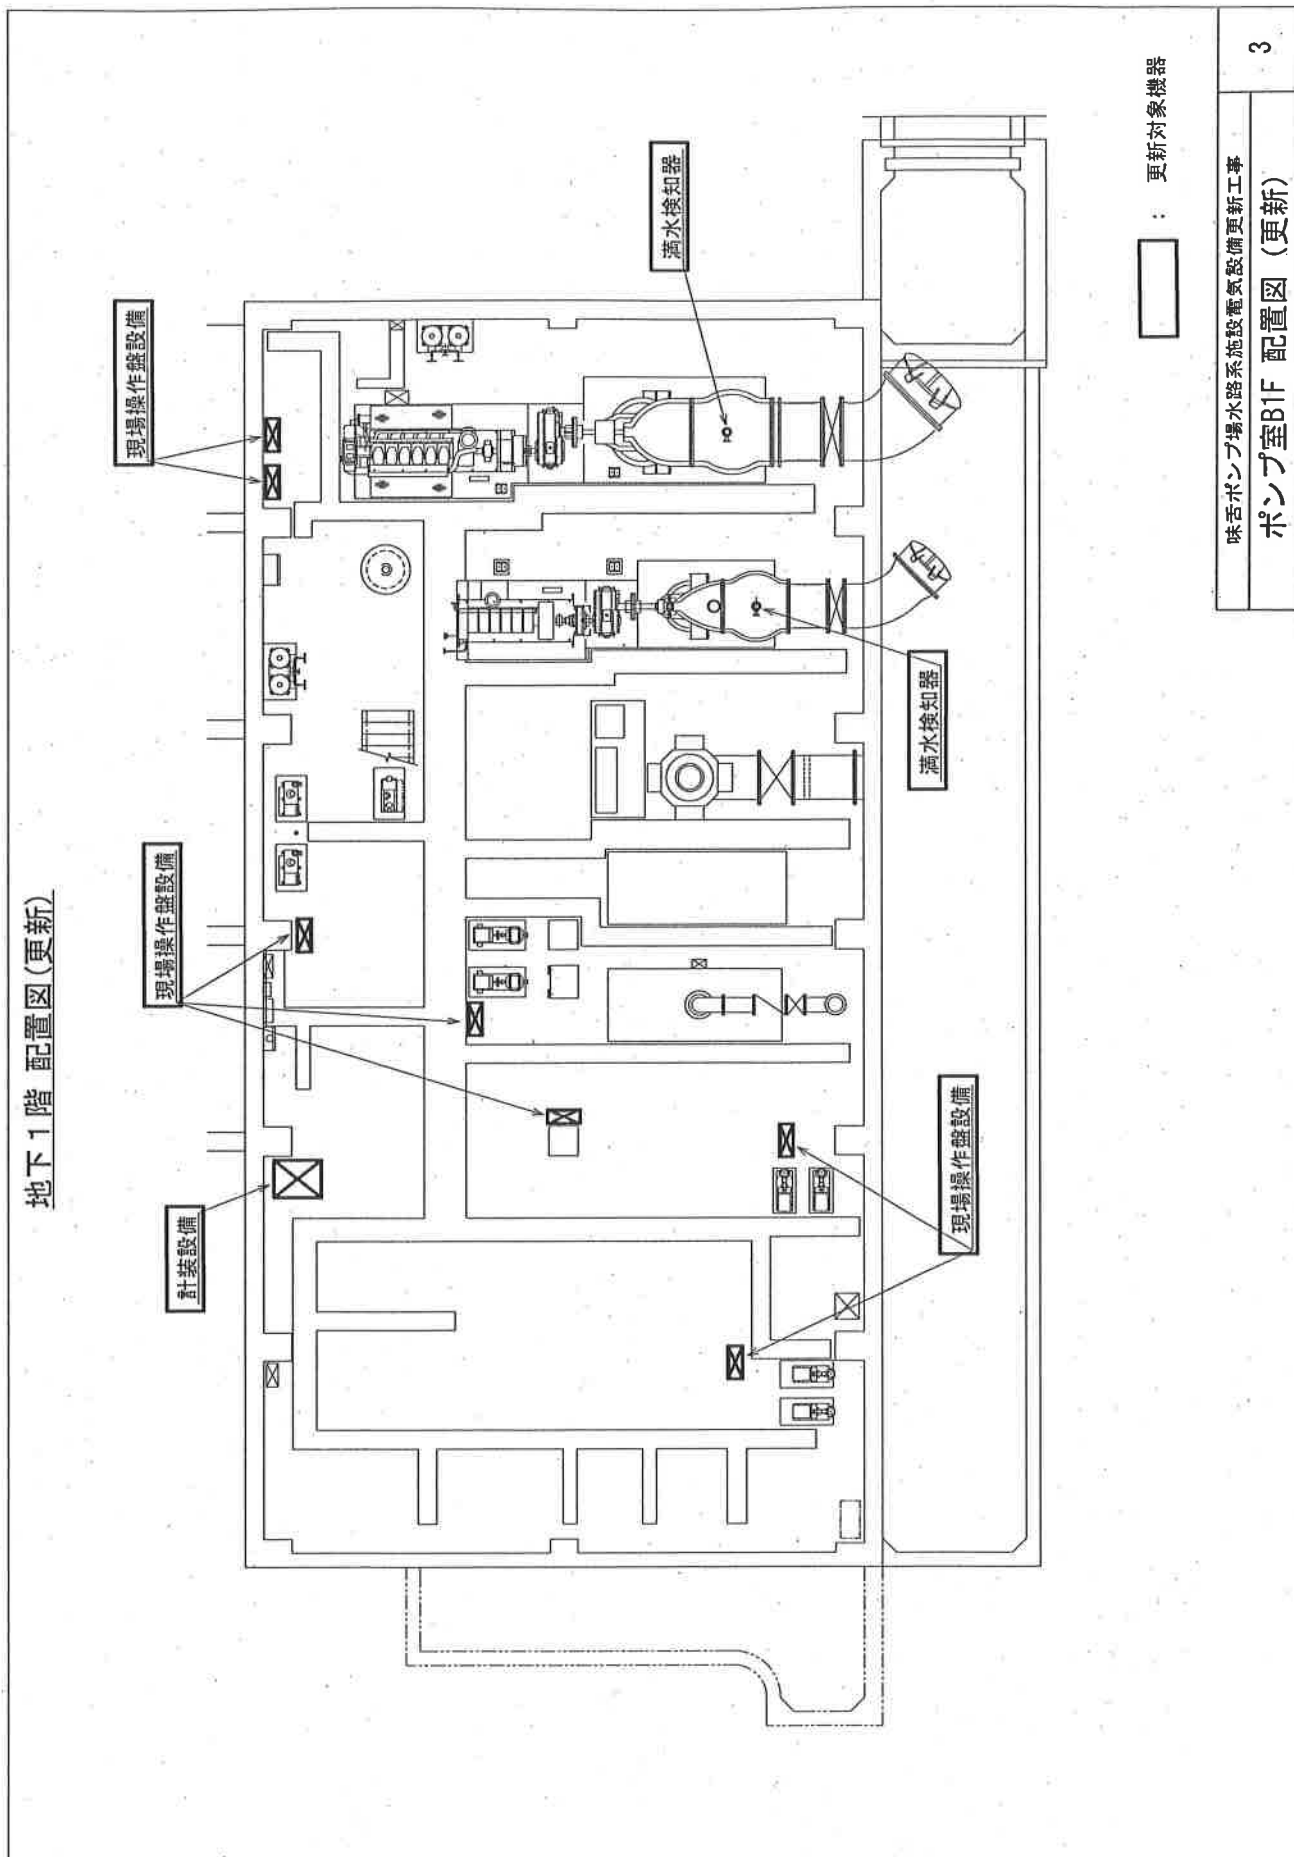 地下1階 配置図(更新)
現場操作盤設備
現場操作盤設備
計装設備
満水検知器
満水検知器
現場操作盤設備
： 更新対象機器
味舌ポンプ場水路系施設電気設備更新工事
ポンプ室B1F 配置図 (更新)
3